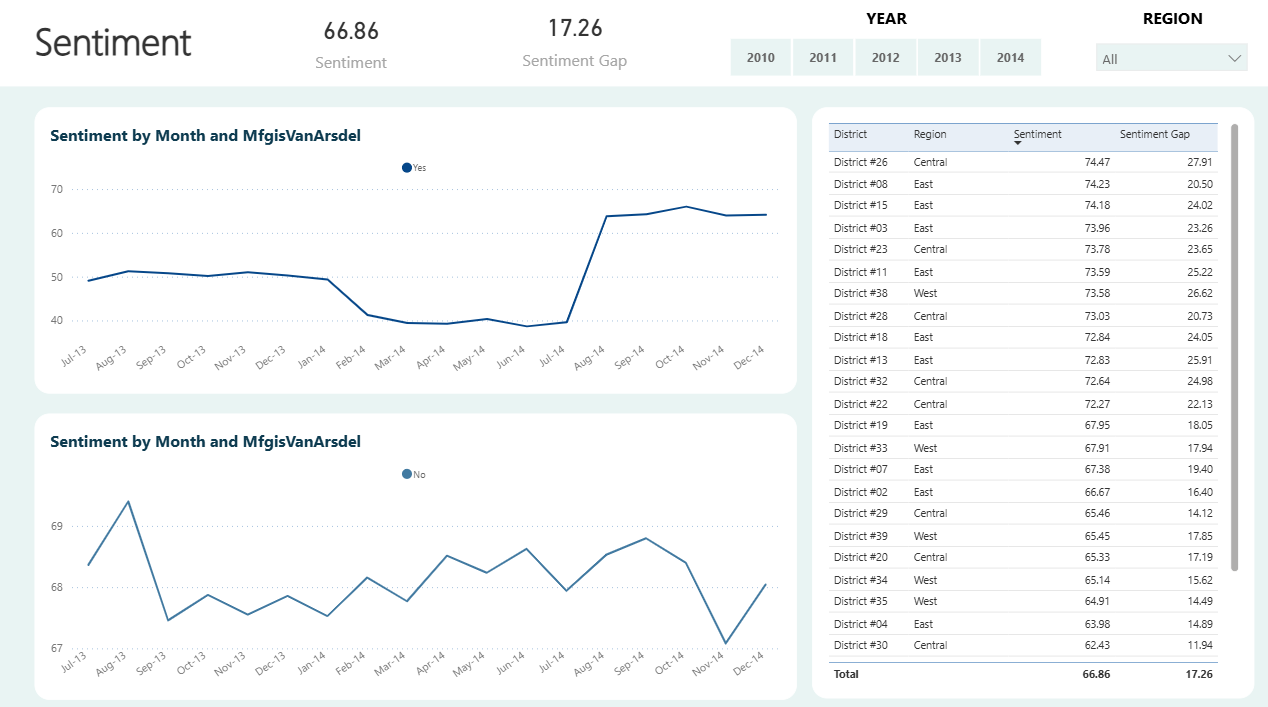 Sentiment
66.86
Sentiment
17.26
Sentiment Gap
YEAR
2010 2011 2012 2013 2014
REGION
All
Sentiment by Month and MfgisVanArsdel
Yes
70
60
50
40
Jul-13 Aug-13 Sep-13 Oct-13 Nov-13 Dec-13 Jan-14 Feb-14 Mar-14 Apr-14 May-14 Jun-14 Jul-14 Aug-14 Sep-14 Oct-14 Nov-14 Dec-14
Sentiment by Month and MfgisVanArsdel
No
69
68
67
Jul-13 Aug-13 Sep-13 Oct-13 Nov-13 Dec-13 Jan-14 Feb-14 Mar-14 Apr-14 May-14 Jun-14 Jul-14 Aug-14 Sep-14 Oct-14 Nov-14 Dec-14
District Region Sentiment Sentiment Gap
District #26 Central 74.47 27.91
District #08 East 74.23 20.50
District #15 East 74.18 24.02
District #03 East 73.96 23.26
District #23 Central 73.78 23.65
District #11 East 73.59 25.22
District #38 West 73.58 26.62
District #28 Central 73.03 20.73
District #18 East 72.84 24.05
District #13 East 72.83 25.91
District #32 Central 72.64 24.98
District #22 Central 72.27 22.13
District #19 East 67.95 18.05
District #33 West 67.91 17.94
District #07 East 67.38 19.40
District #02 East 66.67 16.40
District #29 Central 65.46 14.12
District #39 West 65.45 17.85
District #20 Central 65.33 17.19
District #34 West 65.14 15.62
District #35 West 64.91 14.49
District #04 East 63.98 14.89
District #30 Central 62.43 11.94
Total 66.86 17.26